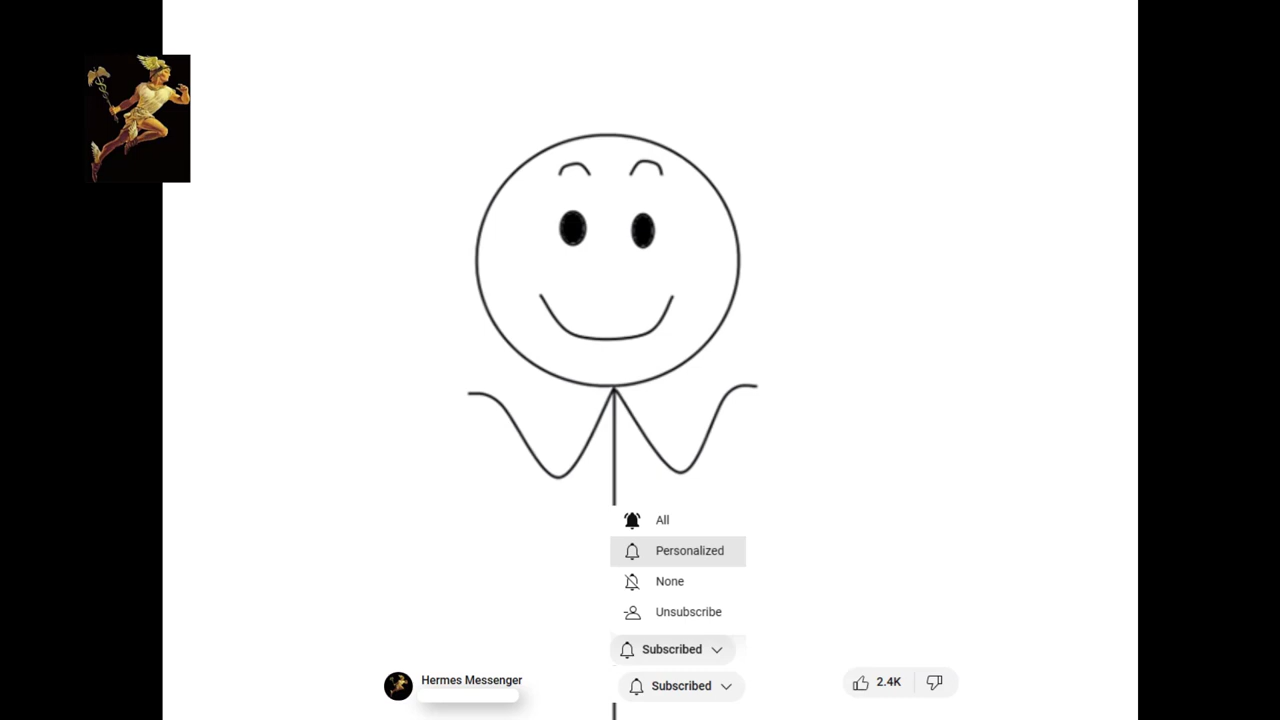 All
Personalized
None
Unsubscribe
Subscribed
Hermes Messenger
Subscribed
2.4K